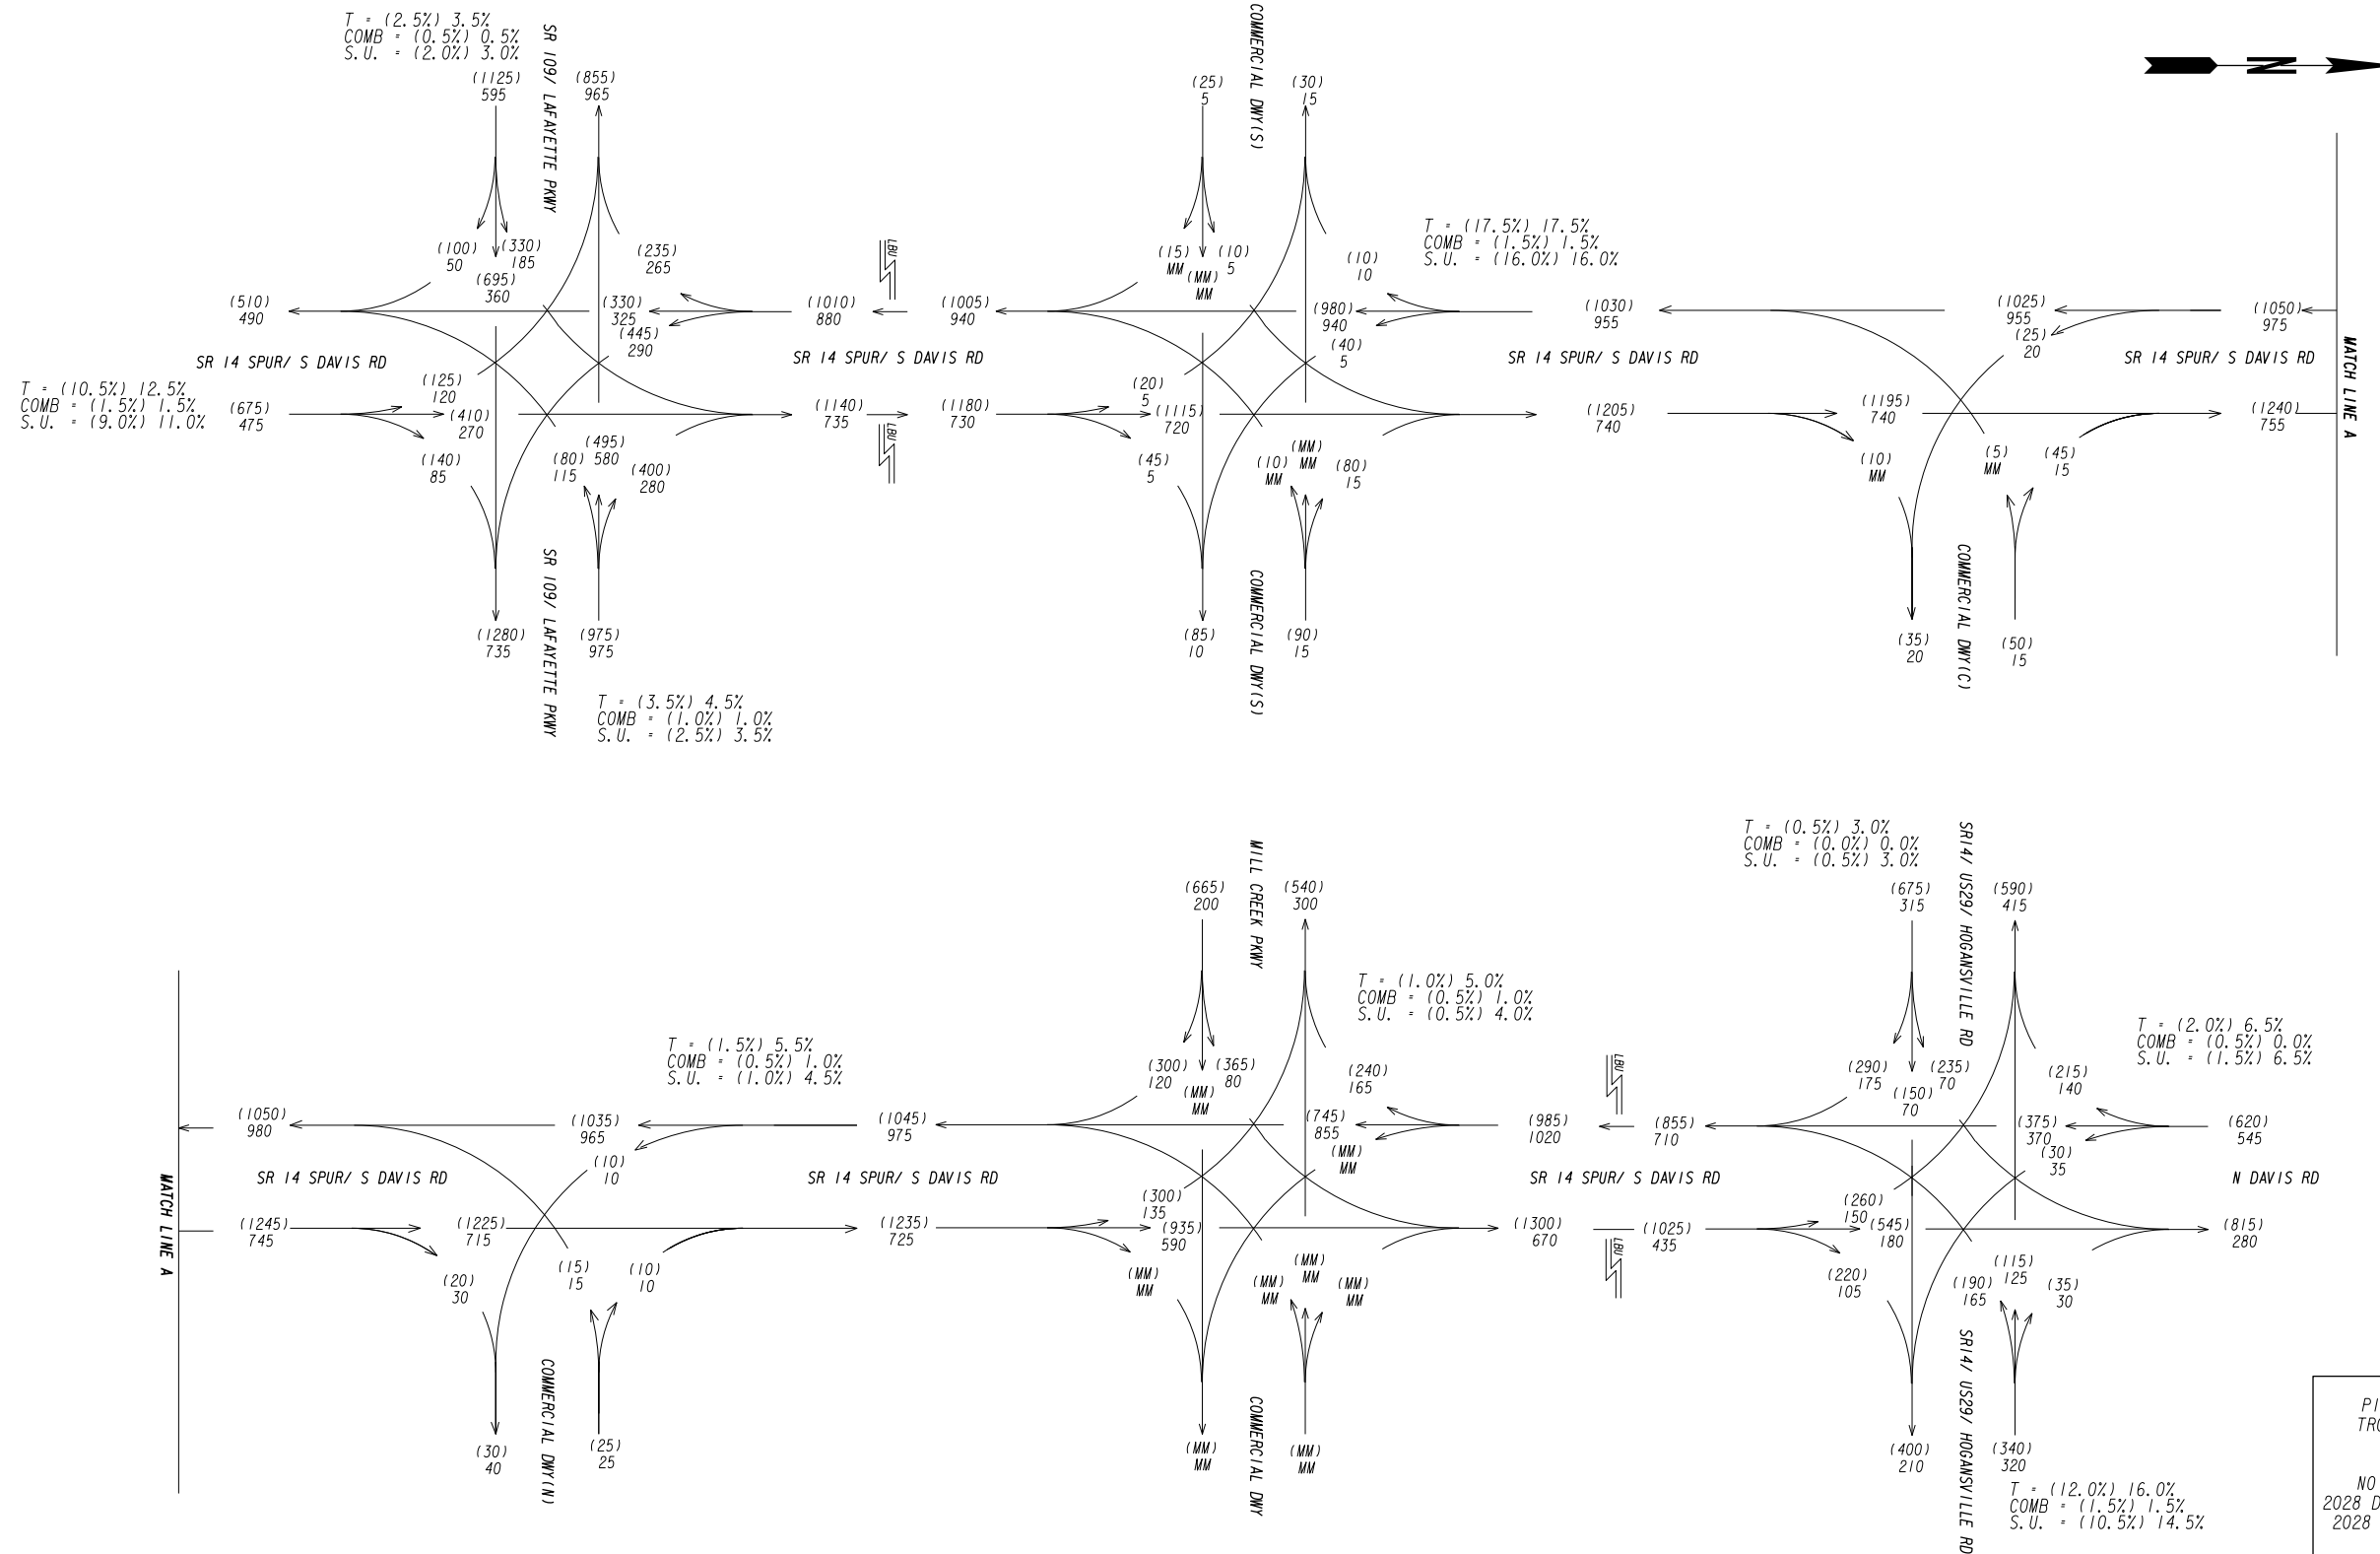 T = (2.5%) 3.5%
COMB = (0.5%) 0.5%
S.U. = (2.0%) 3.0%
SR 109/ LAFAYETTE PKWY
(1125)
595
(855)
965
(100)
50
(330)
185
(695)
360
(235)
265
(510)
490
(330)
325
(445)
290
(1010)
880
SR 14 SPUR/ S DAVIS RD
T = (10.5%) 12.5%
COMB = (1.5%) 1.5%
S.U. = (9.0%) 11.0%
(675)
475
(125)
120
(410)
270
(140)
85
(80)
115
(495)
580
(400)
280
(1140)
735
(1280)
735
(975)
975
SR 109/ LAFAYETTE PKWY
T = (3.5%) 4.5%
COMB = (1.0%) 1.0%
S.U. = (2.5%) 3.5%
LBU
LBU
SR 14 SPUR/ S DAVIS RD
COMMERCIAL DWY(S)
(25)
5
(30)
15
(15)
MM
(MM)
MM
(10)
5
(10)
10
(1005)
940
(980)
940
(40)
5
T = (17.5%) 17.5%
COMB = (1.5%) 1.5%
S.U. = (16.0%) 16.0%
(1180)
730
(20)
5
(1115)
720
(45)
5
(10)
MM
(MM)
MM
(80)
15
(85)
10
(90)
15
COMMERCIAL DWY(S)
(1030)
955
SR 14 SPUR/ S DAVIS RD
(1205)
740
(1025)
955
(25)
20
(1050)
975
SR 14 SPUR/ S DAVIS RD
(1195)
740
(10)
MM
(5)
MM
(45)
15
(1240)
755
(35)
20
(50)
15
COMMERCIAL DWY(C)
MATCH LINE A
N
MATCH LINE A
(1050)
980
SR 14 SPUR/ S DAVIS RD
(1245)
745
(1035)
965
(10)
10
T = (1.5%) 5.5%
COMB = (0.5%) 1.0%
S.U. = (1.0%) 4.5%
(1225)
715
(20)
30
(15)
15
(10)
10
(30)
40
(25)
25
COMMERCIAL DWY(N)
(1045)
975
SR 14 SPUR/ S DAVIS RD
(1235)
725
MILL CREEK PKWY
(665)
200
(540)
300
(300)
120
(MM)
MM
(365)
80
(240)
165
T = (1.0%) 5.0%
COMB = (0.5%) 1.0%
S.U. = (0.5%) 4.0%
(745)
855
(MM)
MM
(985)
1020
(300)
135
(935)
590
(MM)
MM
(MM)
MM
(MM)
MM
(MM)
MM
(1300)
670
(MM)
MM
(MM)
MM
COMMERCIAL DWY
LBU
LBU
SR 14 SPUR/ S DAVIS RD
T = (0.5%) 3.0%
COMB = (0.0%) 0.0%
S.U. = (0.5%) 3.0%
SR14/ US29/ HOGANSVILLE RD
(675)
315
(590)
415
(290)
175
(150)
70
(235)
70
(215)
140
T = (2.0%) 6.5%
COMB = (0.5%) 0.0%
S.U. = (1.5%) 6.5%
(855)
710
(375)
370
(30)
35
(620)
545
N DAVIS RD
(1025)
435
(260)
150
(545)
180
(220)
105
(190)
165
(115)
125
(35)
30
(815)
280
(400)
210
(340)
320
SR14/ US29/ HOGANSVILLE RD
T = (12.0%) 16.0%
COMB = (1.5%) 1.5%
S.U. = (10.5%) 14.5%
PI
NO
2028 D
2028